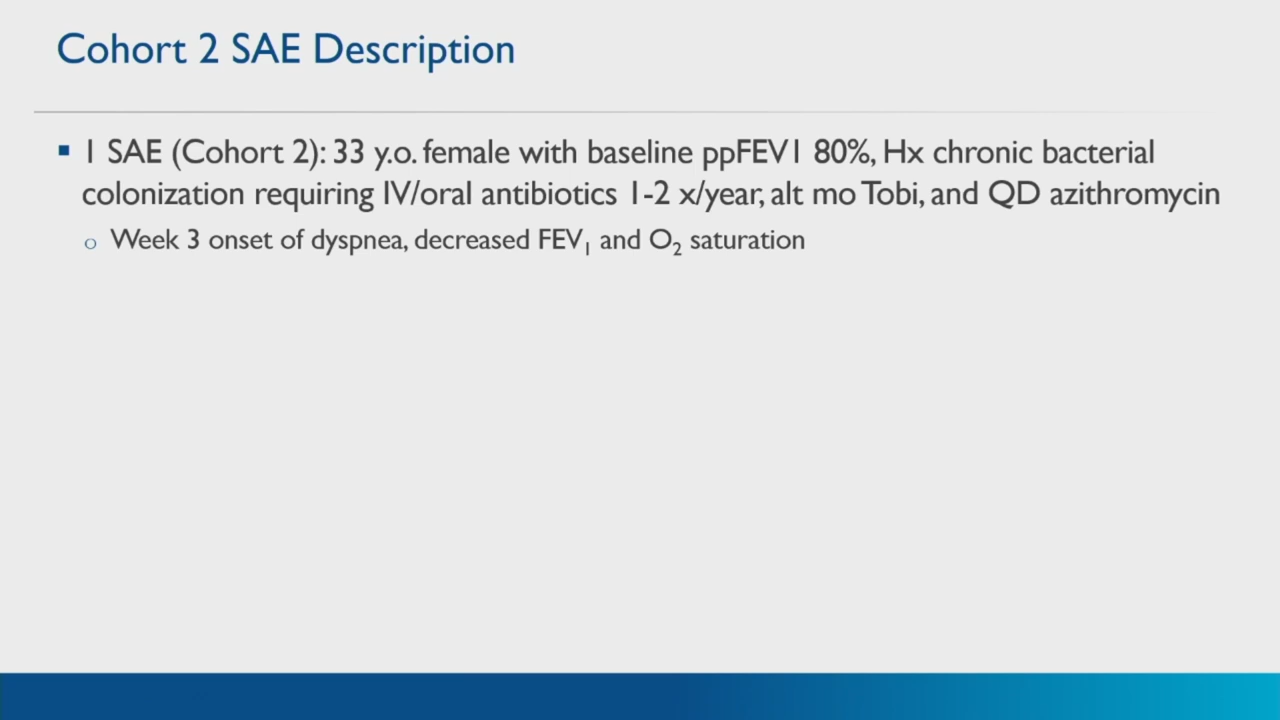 Cohort 2 SAE Description
▪ 1 SAE (Cohort 2): 33 y.o. female with baseline ppFEV1 80%, Hx chronic bacterial
colonization requiring IV/oral antibiotics 1-2 x/year, alt mo Tobi, and QD azithromycin
o Week 3 onset of dyspnea, decreased FEV₁ and O₂ saturation